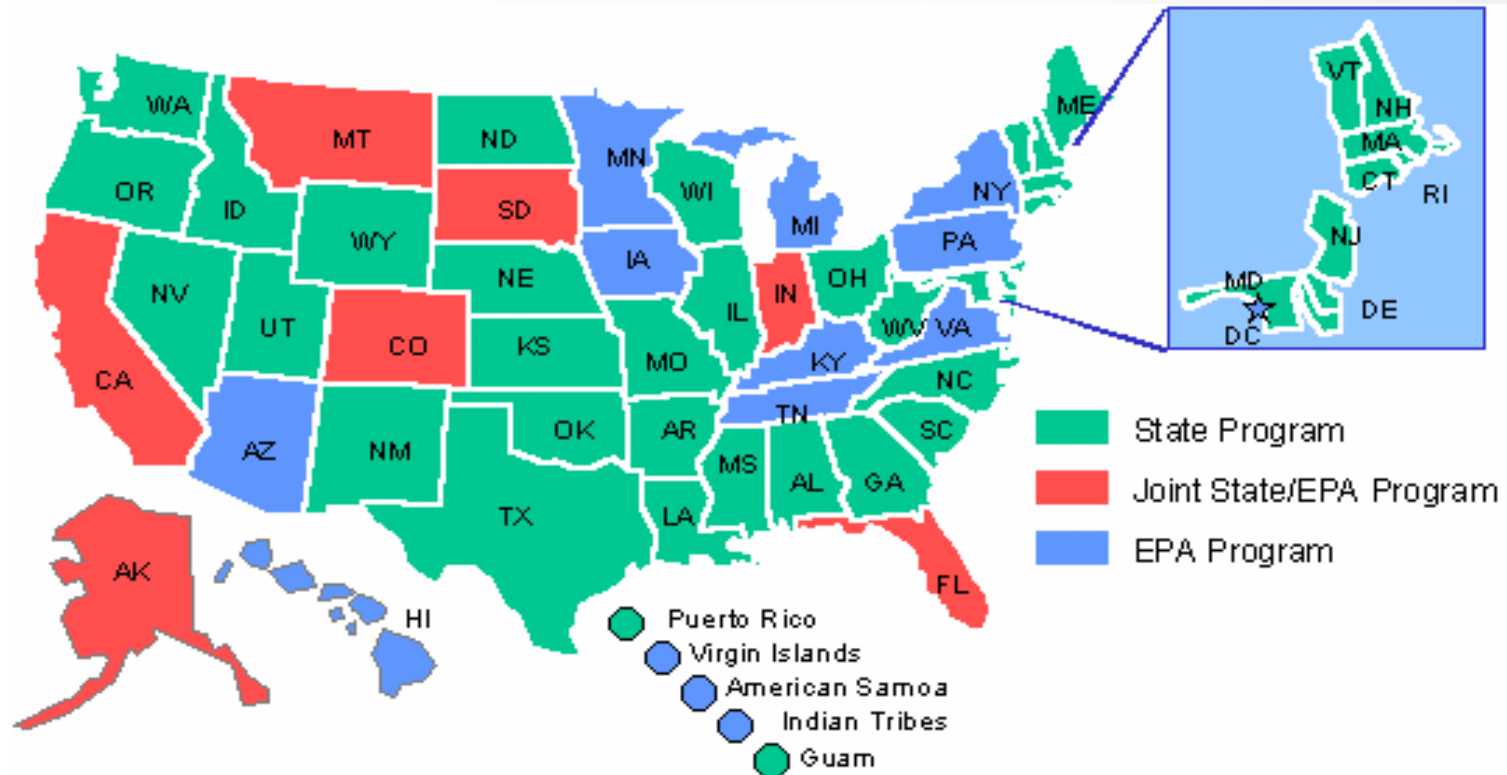 WA
MT
ND
MN
ME
OR
ID
SD
WI
NY
WY
MI
PA
IA
NV
NE
OH
UT
IL
IN
CO
KS
WV
VA
MO
KY
CA
NC
TN
AZ
NM
OK
AR
SC
MS
AL
GA
TX
LA
AK
FL
HI
VT
NH
MA
CT
RI
NJ
MD
DE
DC
State Program
Joint State/EPA Program
EPA Program
Puerto Rico
Virgin Islands
American Samoa
Indian Tribes
Guam